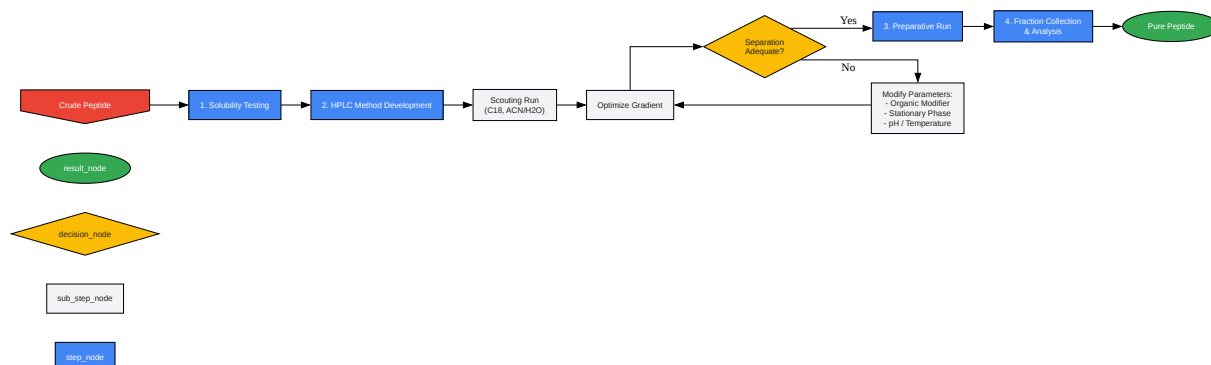 Crude Peptide
1. Solubility Testing
2. HPLC Method Development
Scouting Run
(C18, ACN/H2O)
Optimize Gradient
Separation
Adequate?
Yes
No
3. Preparative Run
4. Fraction Collection
& Analysis
Pure Peptide
Modify Parameters:
- Organic Modifier
- Stationary Phase
- pH / Temperature
result_node
decision_node
sub_step_node
step_node